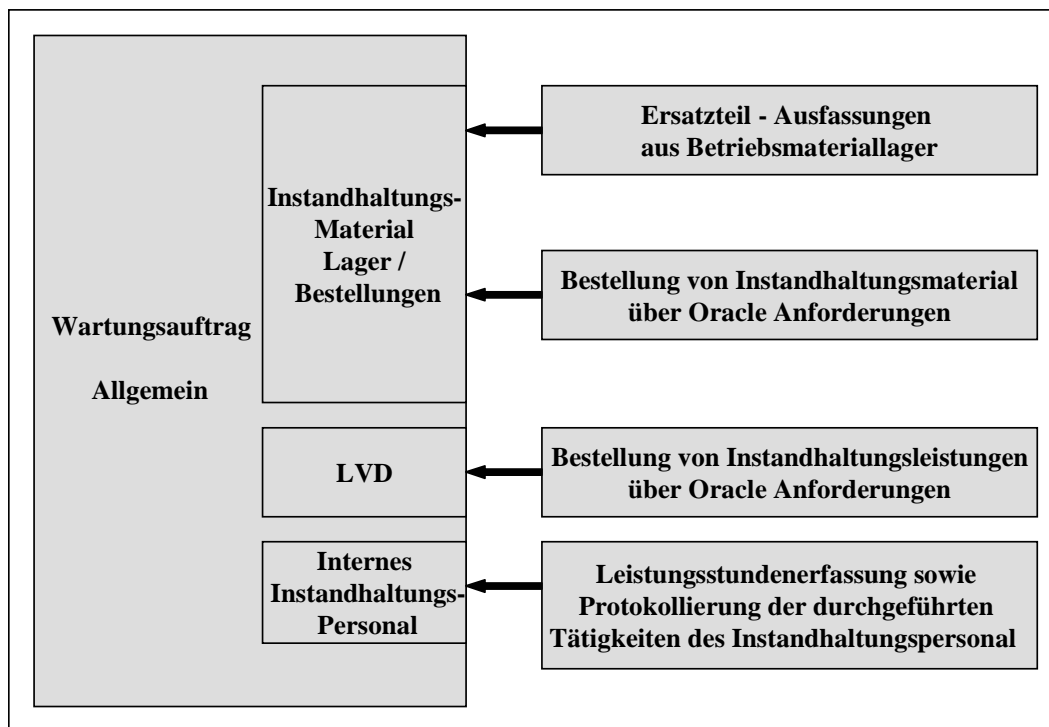 Wartungsauftrag
Allgemein
Instandhaltungs-
Material
Lager /
Bestellungen
LVD
Internes
Instandhaltungs-
Personal
Ersatzteil - Ausfassungen
aus Betriebsmateriallager
Bestellung von Instandhaltungsmaterial
über Oracle Anforderungen
Bestellung von Instandhaltungsleistungen
über Oracle Anforderungen
Leistungsstundenerfassung sowie
Protokollierung der durchgeführten
Tätigkeiten des Instandhaltungspersonal